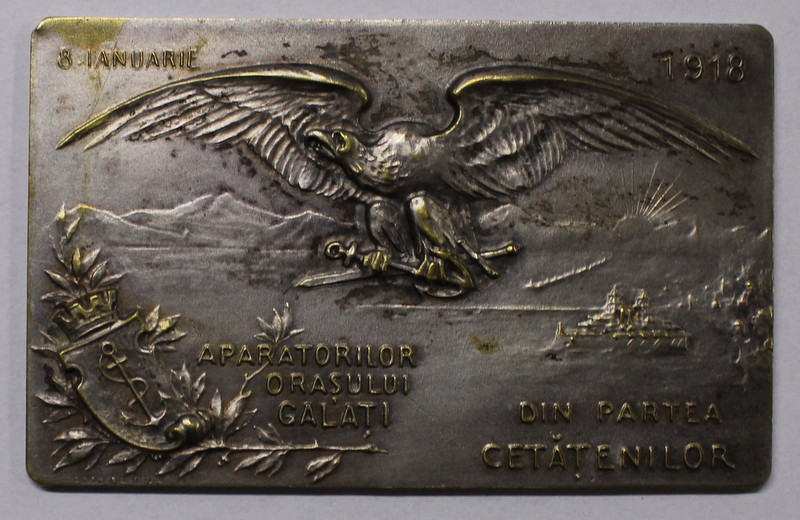 8 IANUARIE
1918
APARATORILOR
ORAȘULUI
GALAȚI
DIN PARTEA
CETĂȚENILOR